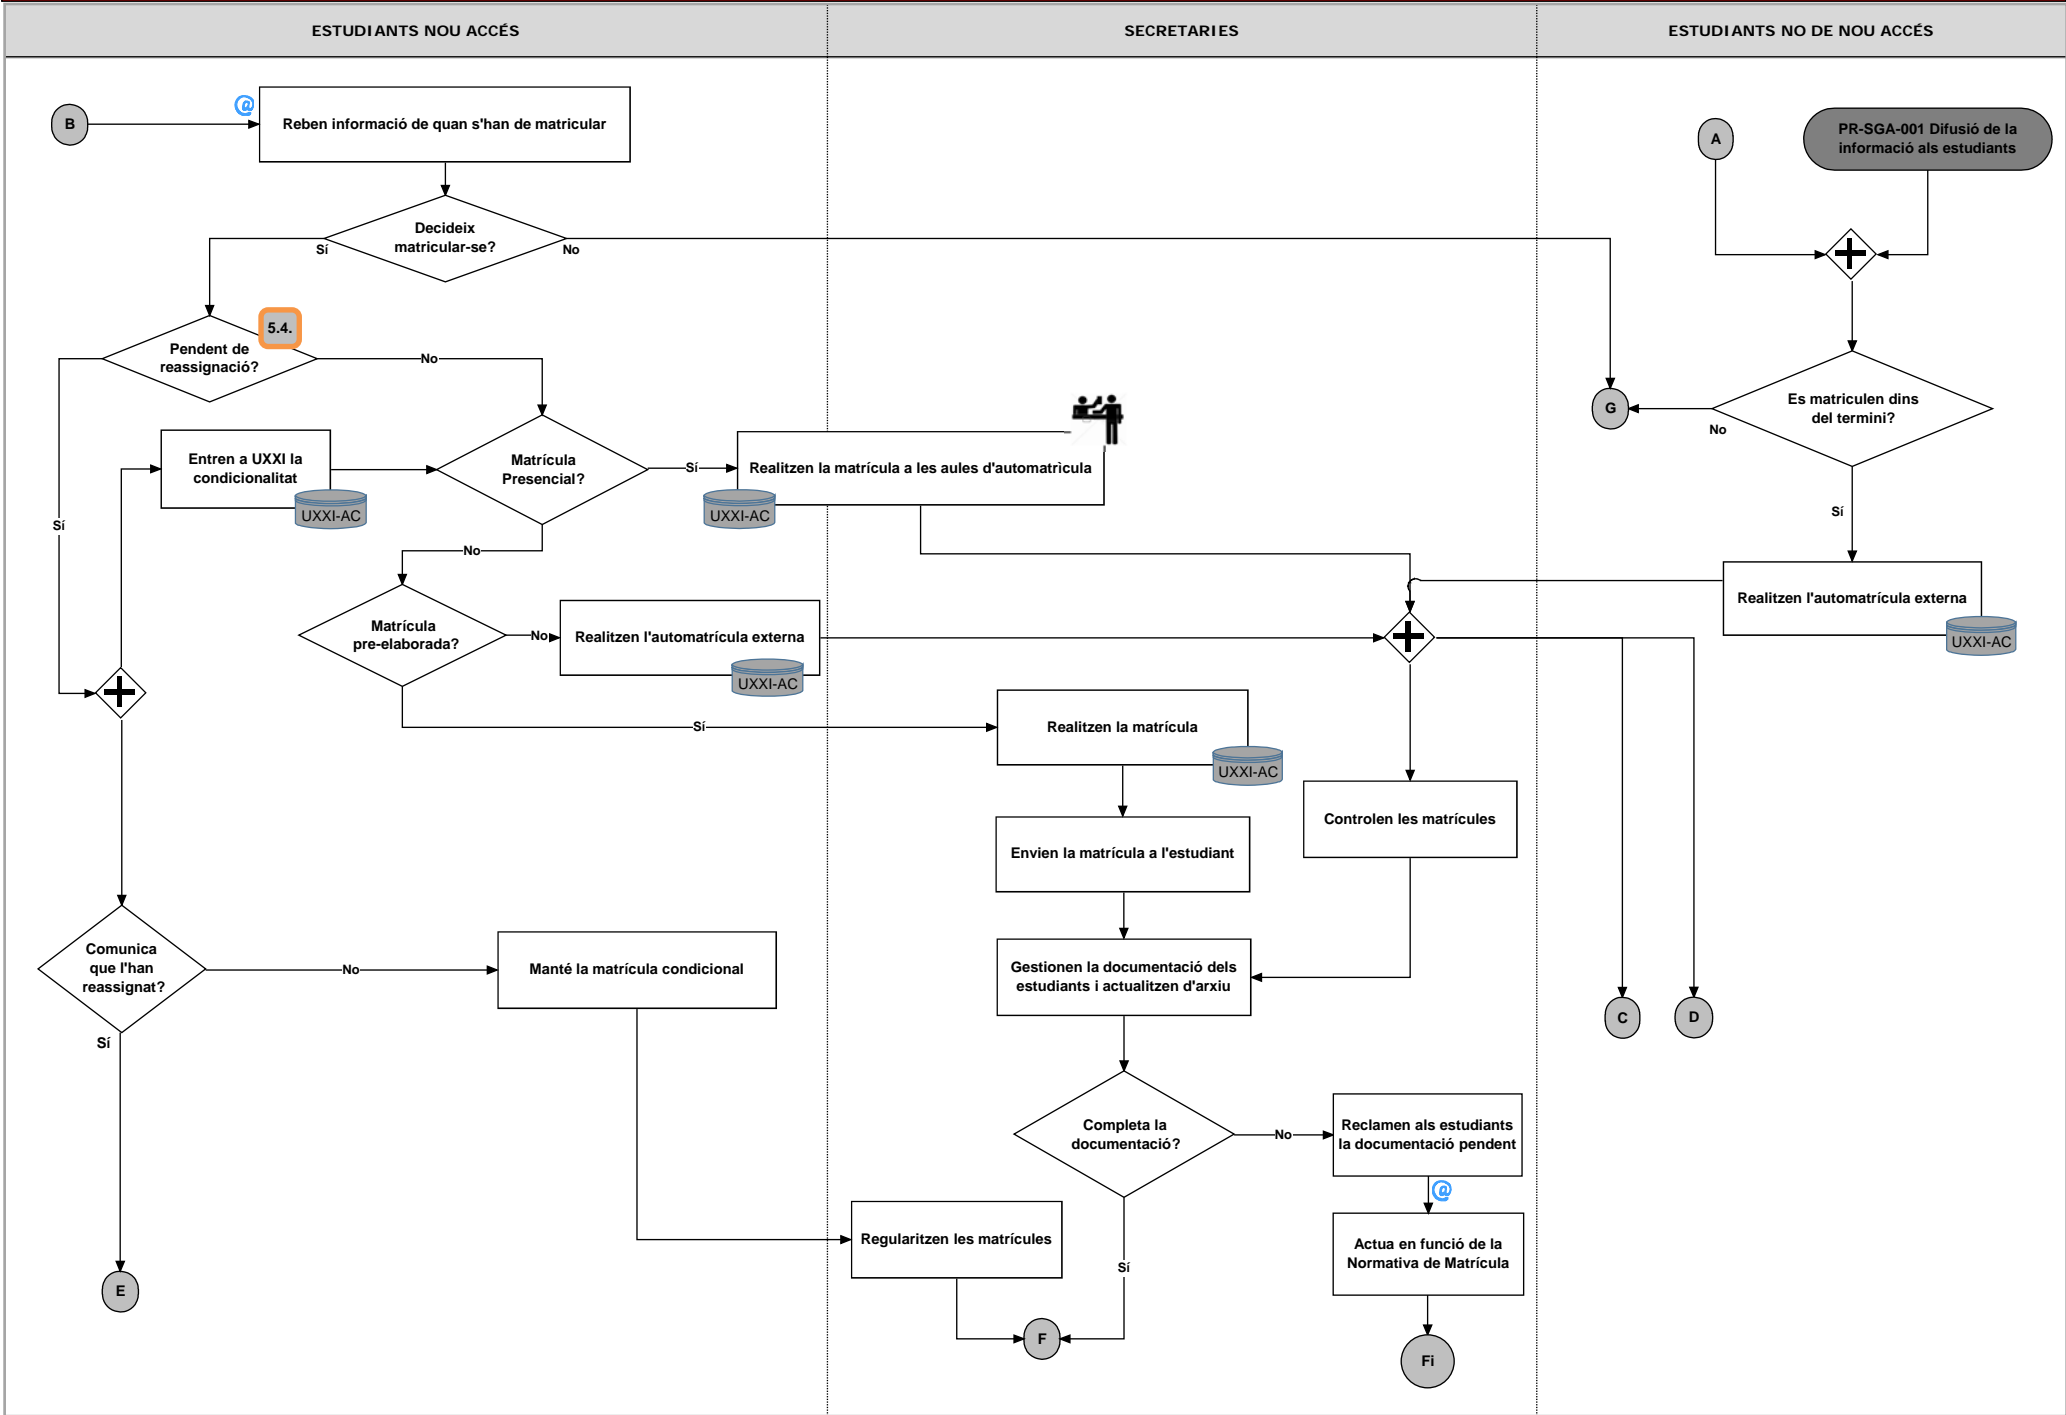 ESTUDIANTS NOU ACCÉS
SECRETARIES
ESTUDIANTS NO DE NOU ACCÉS
B
@
Reben informació de quan s'han de matricular
A
PR-SGA-001 Difusió de la
informació als estudiants
Decideix
matricular-se?
Sí
No
5.4.
Pendent de
reassignació?
No
Es matriculen dins
del termini?
G
No
Entren a UXXI la
condicionalitat
UXXI-AC
Matrícula
Presencial?
Sí
Realitzen la matrícula a les aules d'automatrìcula
UXXI-AC
Sí
Sí
No
Matrícula
pre-elaborada?
No
Realitzen l'automatrícula externa
UXXI-AC
Realitzen l'automatrícula externa
UXXI-AC
Sí
Realitzen la matrícula
UXXI-AC
Controlen les matrícules
Envien la matrícula a l'estudiant
Comunica
que l'han
reassignat?
No
Manté la matrícula condicional
Gestionen la documentació dels
estudiants i actualitzen d'arxiu
C
D
Sí
Completa la
documentació?
No
Reclamen als estudiants
la documentació pendent
@
Regularitzen les matrícules
Sí
Actua en funció de la
Normativa de Matrícula
E
F
Fi